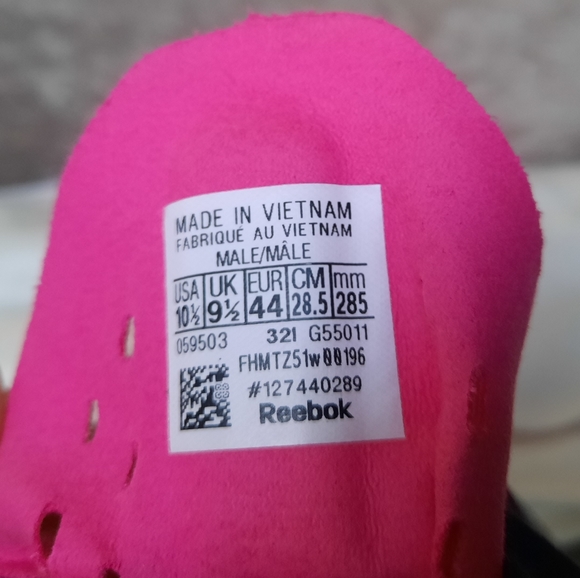 MADE IN VIETNAM
FABRIQUÉ AU VIETNAM
MALE/MÂLE
USA UK EUR CM mm
10½ 9½ 44 28.5 285
059503 32I G55011
FHMTZ51w00196
#127440289
Reebok